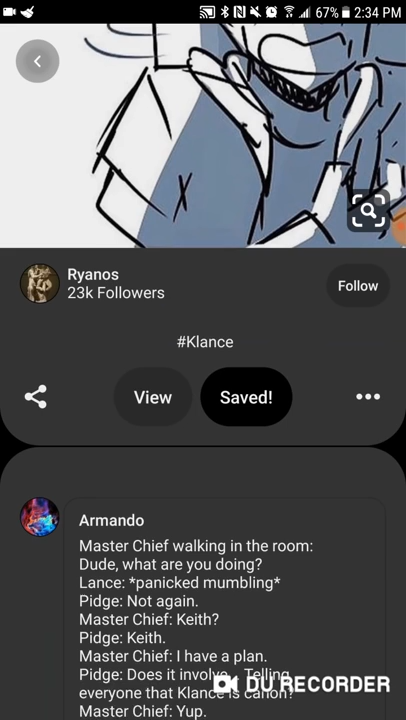 67% 2:34 PM
Ryanos
23k Followers
Follow
#Klance
View
Saved!
Armando
Master Chief walking in the room:
Dude, what are you doing?
Lance: *panicked mumbling*
Pidge: Not again.
Master Chief: Keith?
Pidge: Keith.
Master Chief: I have a plan.
Pidge: Does it involve... Telling
DU RECORDER
everyone that Klance is canon?
Master Chief: Yup.